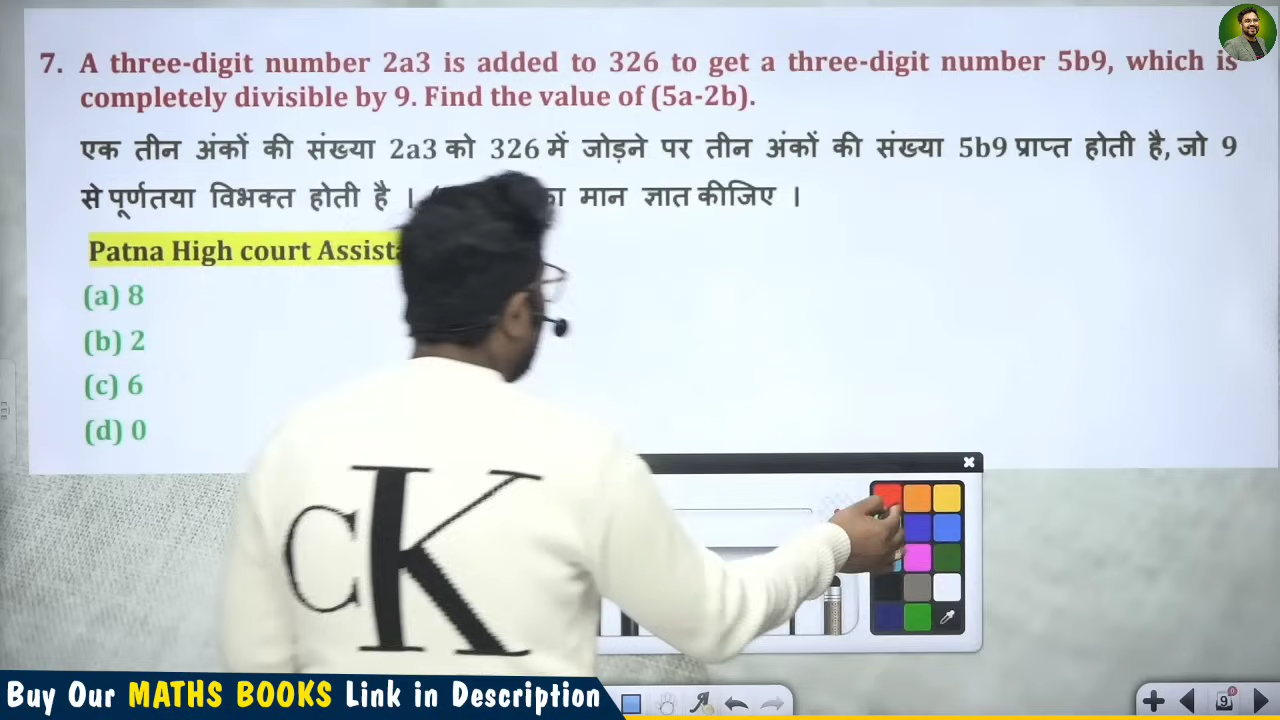 7. A three-digit number 2a3 is added to 326 to get a three-digit number 5b9, which is
completely divisible by 9. Find the value of (5a-2b).
एक तीन अंकों की संख्या 2a3 को 326 में जोड़ने पर तीन अंकों की संख्या 5b9 प्राप्त होती है, जो 9
से पूर्णतया विभक्त होती है । मान ज्ञात कीजिए ।
Patna High court
(a) 8
(b) 2
(c) 6
(d) 0
CK
9
Buy Our MATHS BOOKS Link in Description